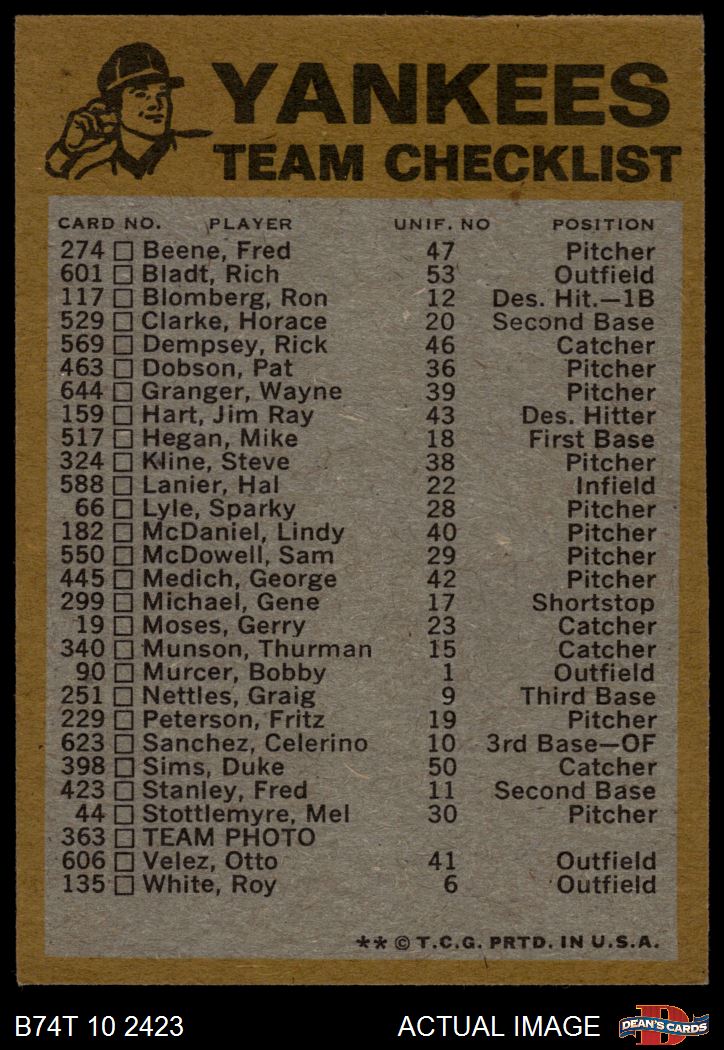 YANKEES
TEAM CHECKLIST
CARD NO. PLAYER UNIF. NO POSITION
274 Beene, Fred 47 Pitcher
601 Bladt, Rich 53 Outfield
117 Blomberg, Ron 12 Des. Hit.—1B
529 Clarke, Horace 20 Second Base
569 Dempsey, Rick 46 Catcher
463 Dobson, Pat 36 Pitcher
644 Granger, Wayne 39 Pitcher
159 Hart, Jim Ray 43 Des. Hitter
517 Hegan, Mike 18 First Base
324 Kline, Steve 38 Pitcher
588 Lanier, Hal 22 Infield
66 Lyle, Sparky 28 Pitcher
182 McDaniel, Lindy 40 Pitcher
550 McDowell, Sam 29 Pitcher
445 Medich, George 42 Pitcher
299 Michael, Gene 17 Shortstop
19 Moses, Gerry 23 Catcher
340 Munson, Thurman 15 Catcher
90 Murcer, Bobby 1 Outfield
251 Nettles, Graig 9 Third Base
229 Peterson, Fritz 19 Pitcher
623 Sanchez, Celerino 10 3rd Base—OF
398 Sims, Duke 50 Catcher
423 Stanley, Fred 11 Second Base
44 Stottlemyre, Mel 30 Pitcher
363 TEAM PHOTO
606 Velez, Otto 41 Outfield
135 White, Roy 6 Outfield
** © T.C.G. PRTD. IN U.S.A.
B74T 10 2423 ACTUAL IMAGE D DEAN'S CARDS